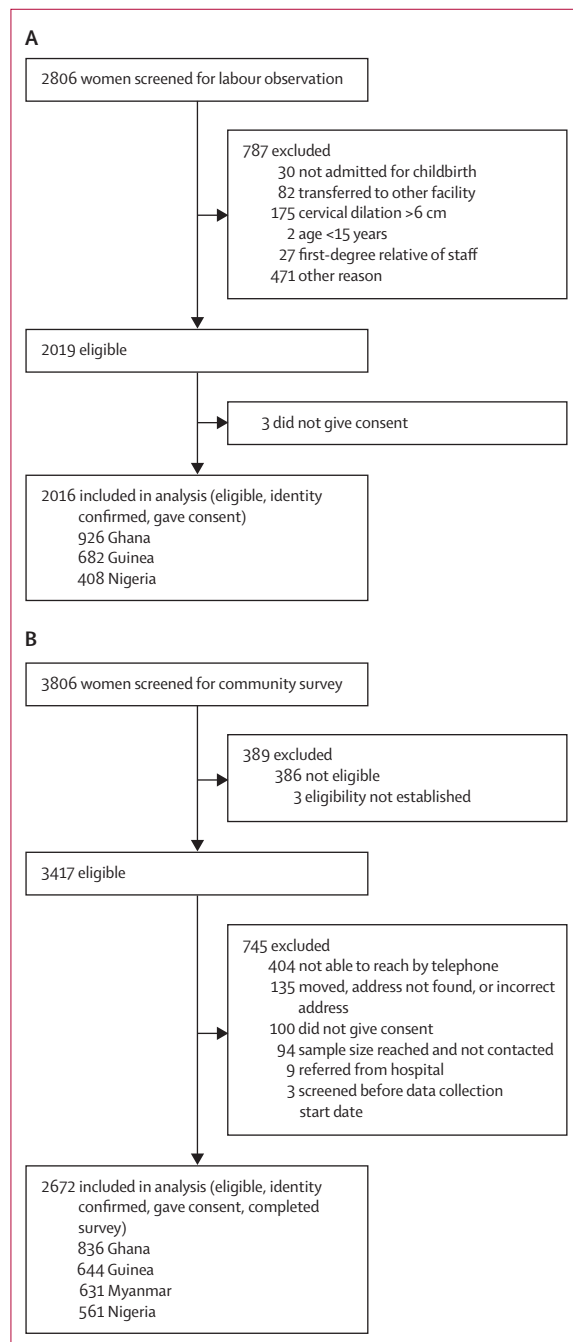 A
2806 women screened for labour observation
787 excluded
30 not admitted for childbirth
82 transferred to other facility
175 cervical dilation >6 cm
2 age <15 years
27 first-degree relative of staff
471 other reason
2019 eligible
3 did not give consent
2016 included in analysis (eligible, identity
confirmed, gave consent)
926 Ghana
682 Guinea
408 Nigeria
B
3806 women screened for community survey
389 excluded
386 not eligible
3 eligibility not established
3417 eligible
745 excluded
404 not able to reach by telephone
135 moved, address not found, or incorrect
address
100 did not give consent
94 sample size reached and not contacted
9 referred from hospital
3 screened before data collection
start date
2672 included in analysis (eligible, identity
confirmed, gave consent, completed
survey)
836 Ghana
644 Guinea
631 Myanmar
561 Nigeria